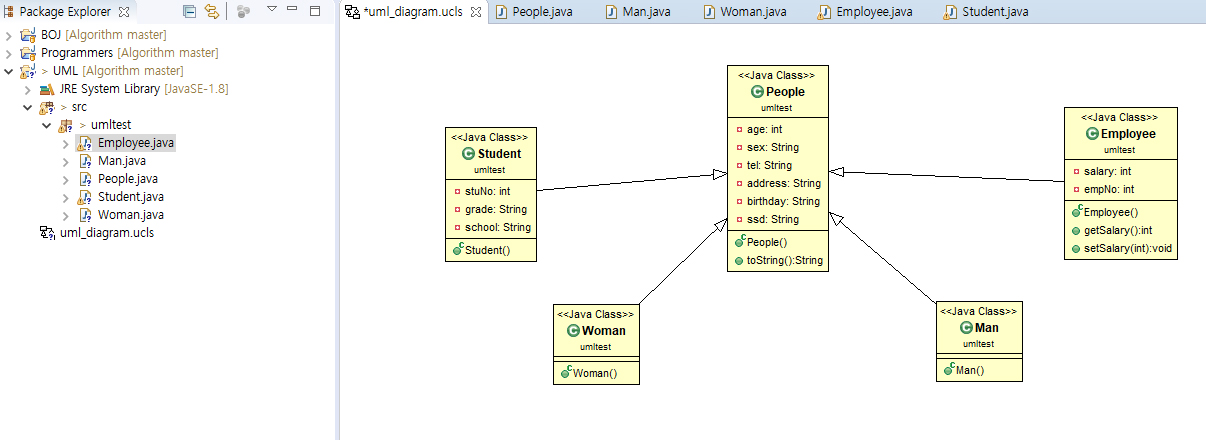 Package Explorer
BOJ [Algorithm master]
Programmers [Algorithm master]
> UML [Algorithm master]
JRE System Library [JavaSE-1.8]
> src
> umltest
Employee.java
Man.java
People.java
Student.java
Woman.java
uml_diagram.ucls
*uml_diagram.ucls
People.java
Man.java
Woman.java
Employee.java
Student.java
<<Java Class>>
People
umltest
age: int
sex: String
tel: String
address: String
birthday: String
ssd: String
People()
toString():String
<<Java Class>>
Student
umltest
stuNo: int
grade: String
school: String
Student()
<<Java Class>>
Employee
umltest
salary: int
empNo: int
Employee()
getSalary():int
setSalary(int):void
<<Java Class>>
Woman
umltest
Woman()
<<Java Class>>
Man
umltest
Man()